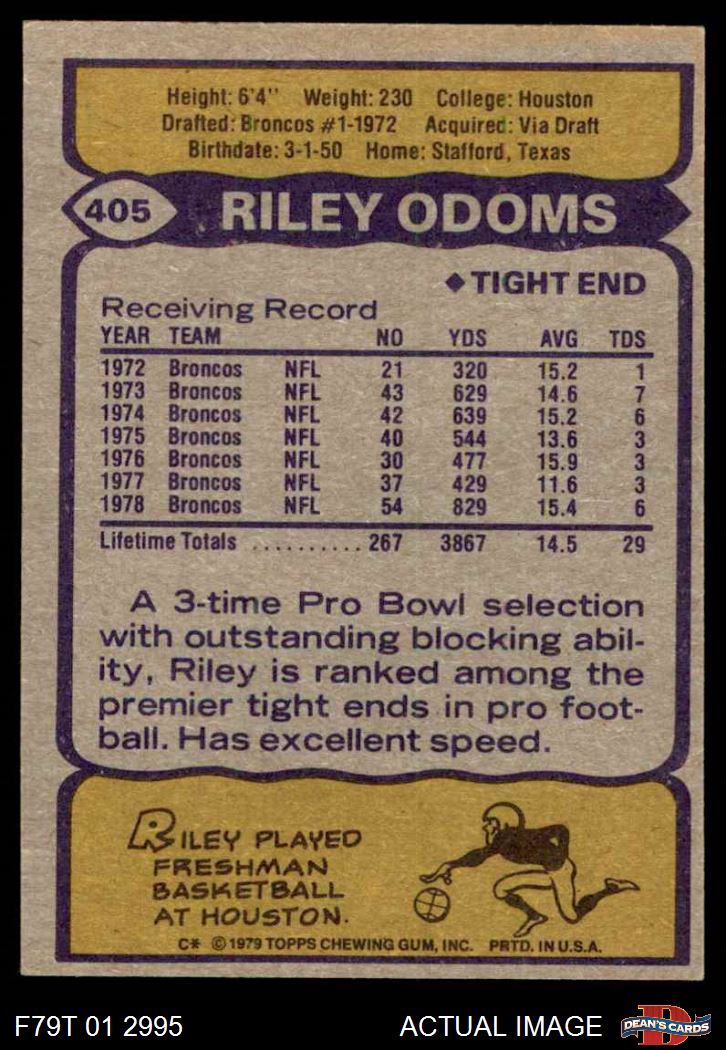 Height: 6'4" Weight: 230 College: Houston
Drafted: Broncos #1-1972 Acquired: Via Draft
Birthdate: 3-1-50 Home: Stafford, Texas
405 RILEY ODOMS
◆TIGHT END
Receiving Record
YEAR TEAM NO YDS AVG TDS
1972 Broncos NFL 21 320 15.2 1
1973 Broncos NFL 43 629 14.6 7
1974 Broncos NFL 42 639 15.2 6
1975 Broncos NFL 40 544 13.6 3
1976 Broncos NFL 30 477 15.9 3
1977 Broncos NFL 37 429 11.6 3
1978 Broncos NFL 54 829 15.4 6
Lifetime Totals .......... 267 3867 14.5 29
A 3-time Pro Bowl selection
with outstanding blocking abil-
ity, Riley is ranked among the
premier tight ends in pro foot-
ball. Has excellent speed.
RILEY PLAYED
FRESHMAN
BASKETBALL
AT HOUSTON.
C* © 1979 TOPPS CHEWING GUM, INC. PRTD. IN U.S.A.
F79T 01 2995 ACTUAL IMAGE D DEAN'S CARDS